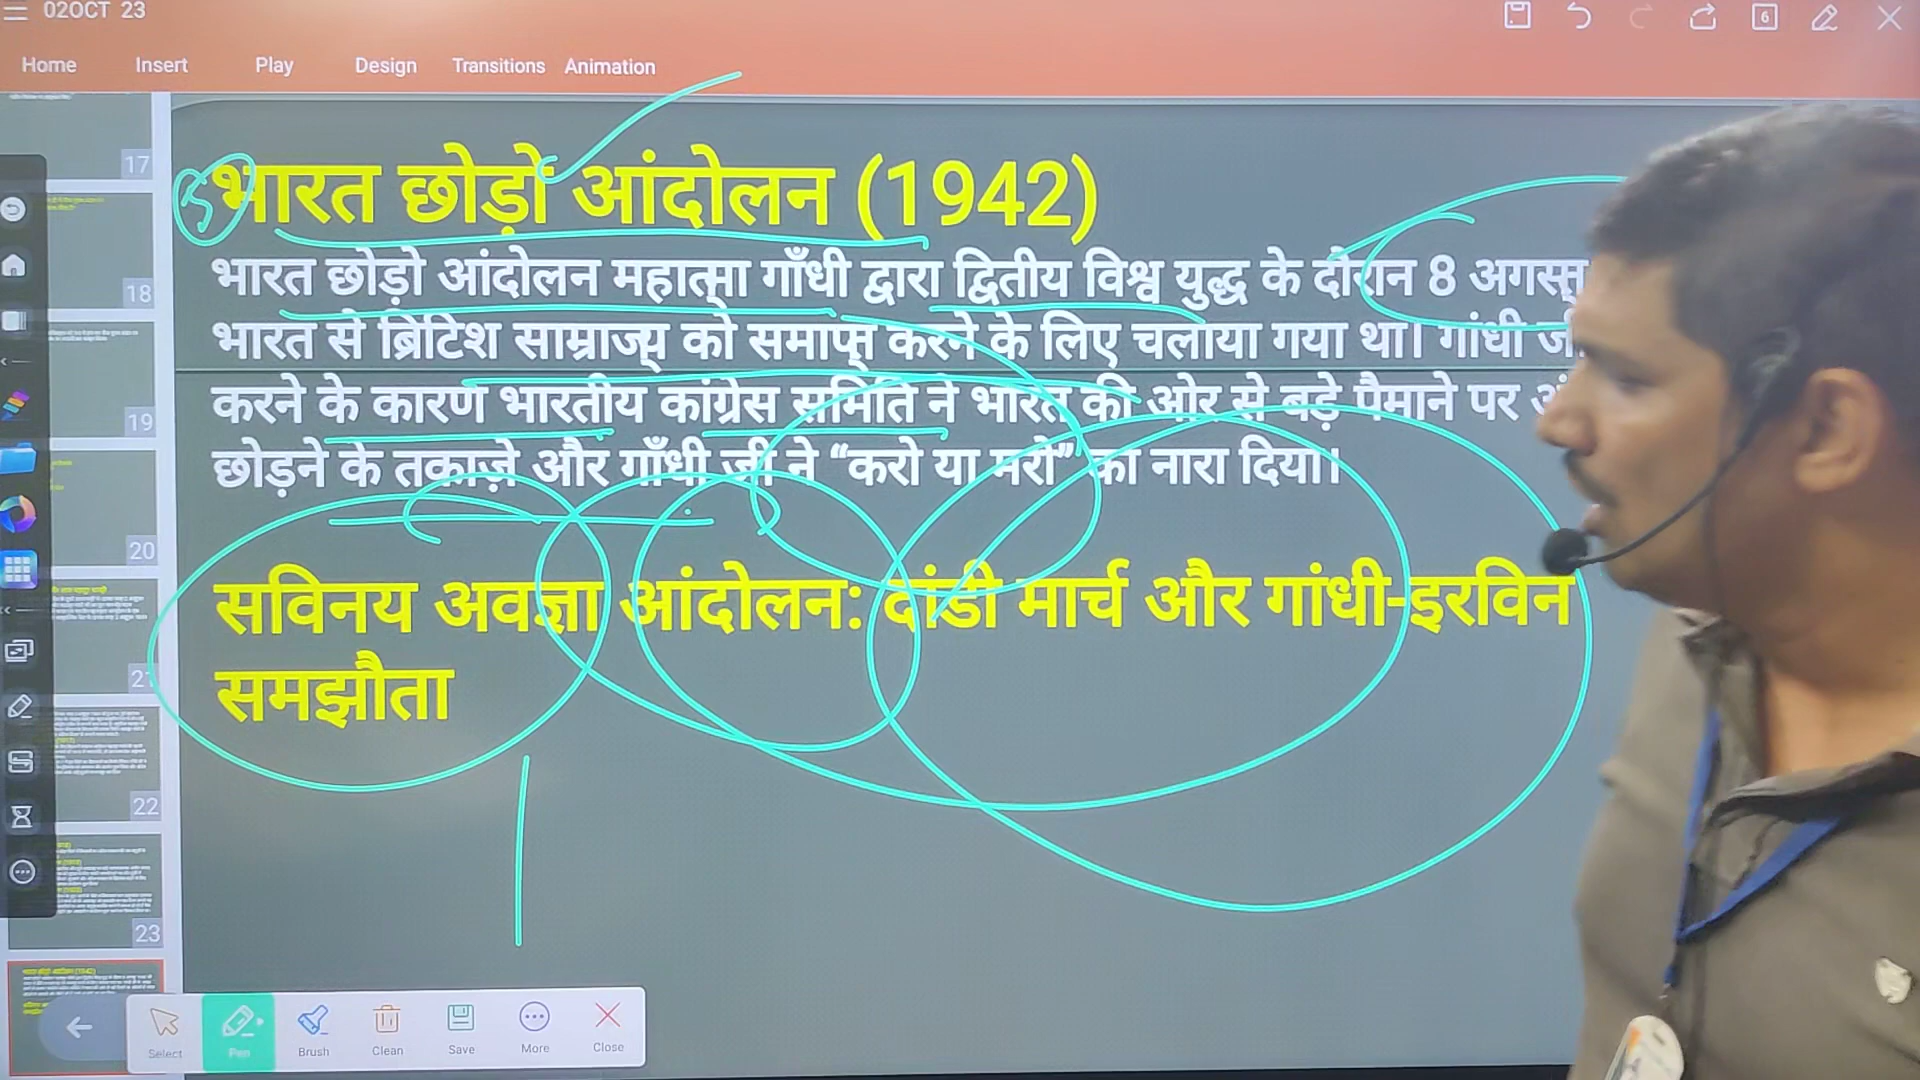 02OCT 23
Home Insert Play Design Transitions Animation
6
17
18
19
20
21
22
23
5
भारत छोड़ो आंदोलन (1942)
भारत छोड़ो आंदोलन महात्मा गाँधी द्वारा द्वितीय विश्व युद्ध के दौरान 8 अगस्त
भारत से ब्रिटिश साम्राज्य को समाप्त करने के लिए चलाया गया था। गांधी जी
करने के कारण भारतीय कांग्रेस समिति ने भारत की ओर से बड़े पैमाने पर
छोड़ने के तकाज़े और गाँधी जी ने “करो या मरो” का नारा दिया।
सविनय अवज्ञा आंदोलन: दांडी मार्च और गांधी-इरविन
समझौता
Select Pen Brush Clean Save More Close